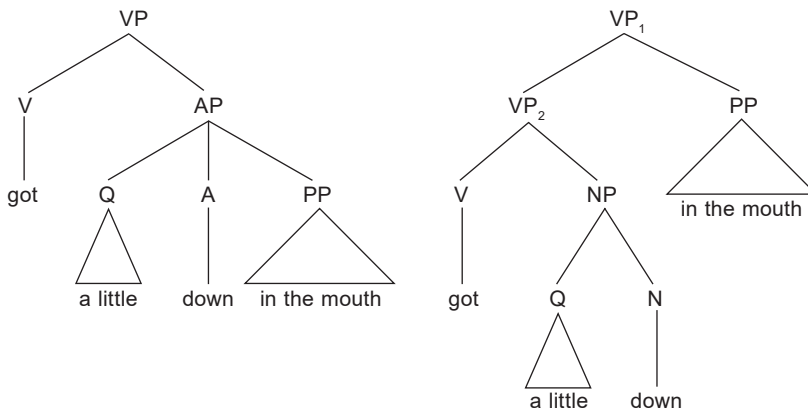 VP VP₁
V AP VP₂ PP
got Q A PP V NP in the mouth
a little down in the mouth got Q N
a little down